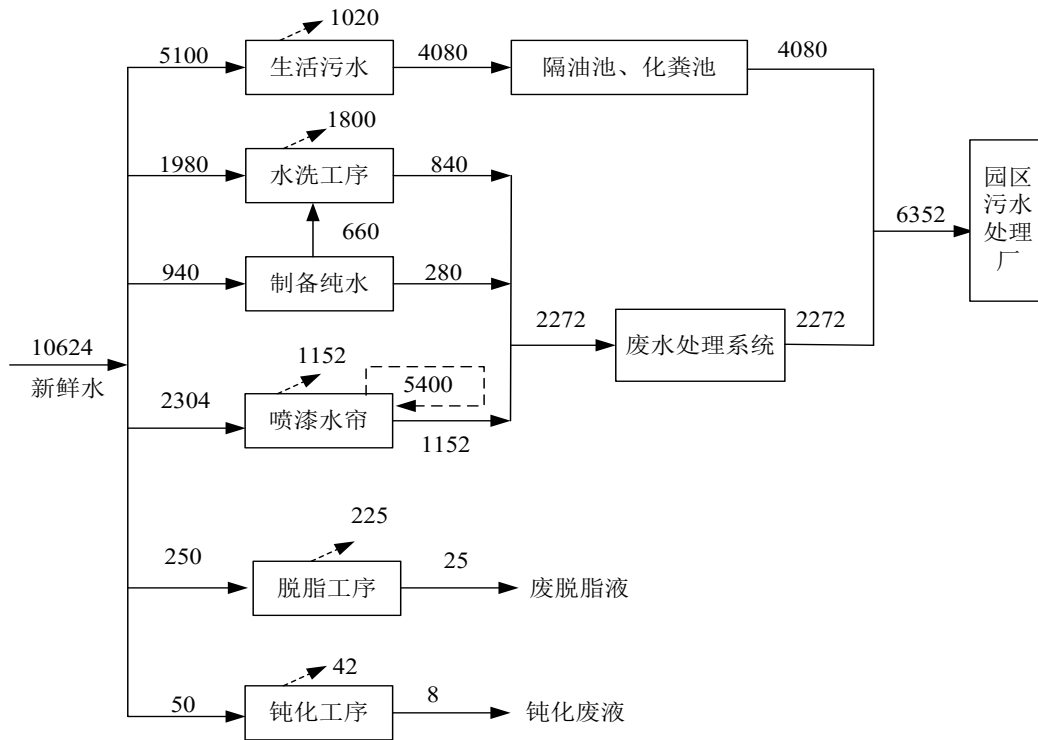 1020
5100
生活污水
4080
隔油池、化粪池
4080
1800
1980
水洗工序
840
园区
污水
处理
厂
6352
660
940
制备纯水
280
2272
废水处理系统
2272
10624
新鲜水
1152
5400
2304
喷漆水帘
1152
225
250
脱脂工序
25
废脱脂液
42
50
钝化工序
8
钝化废液